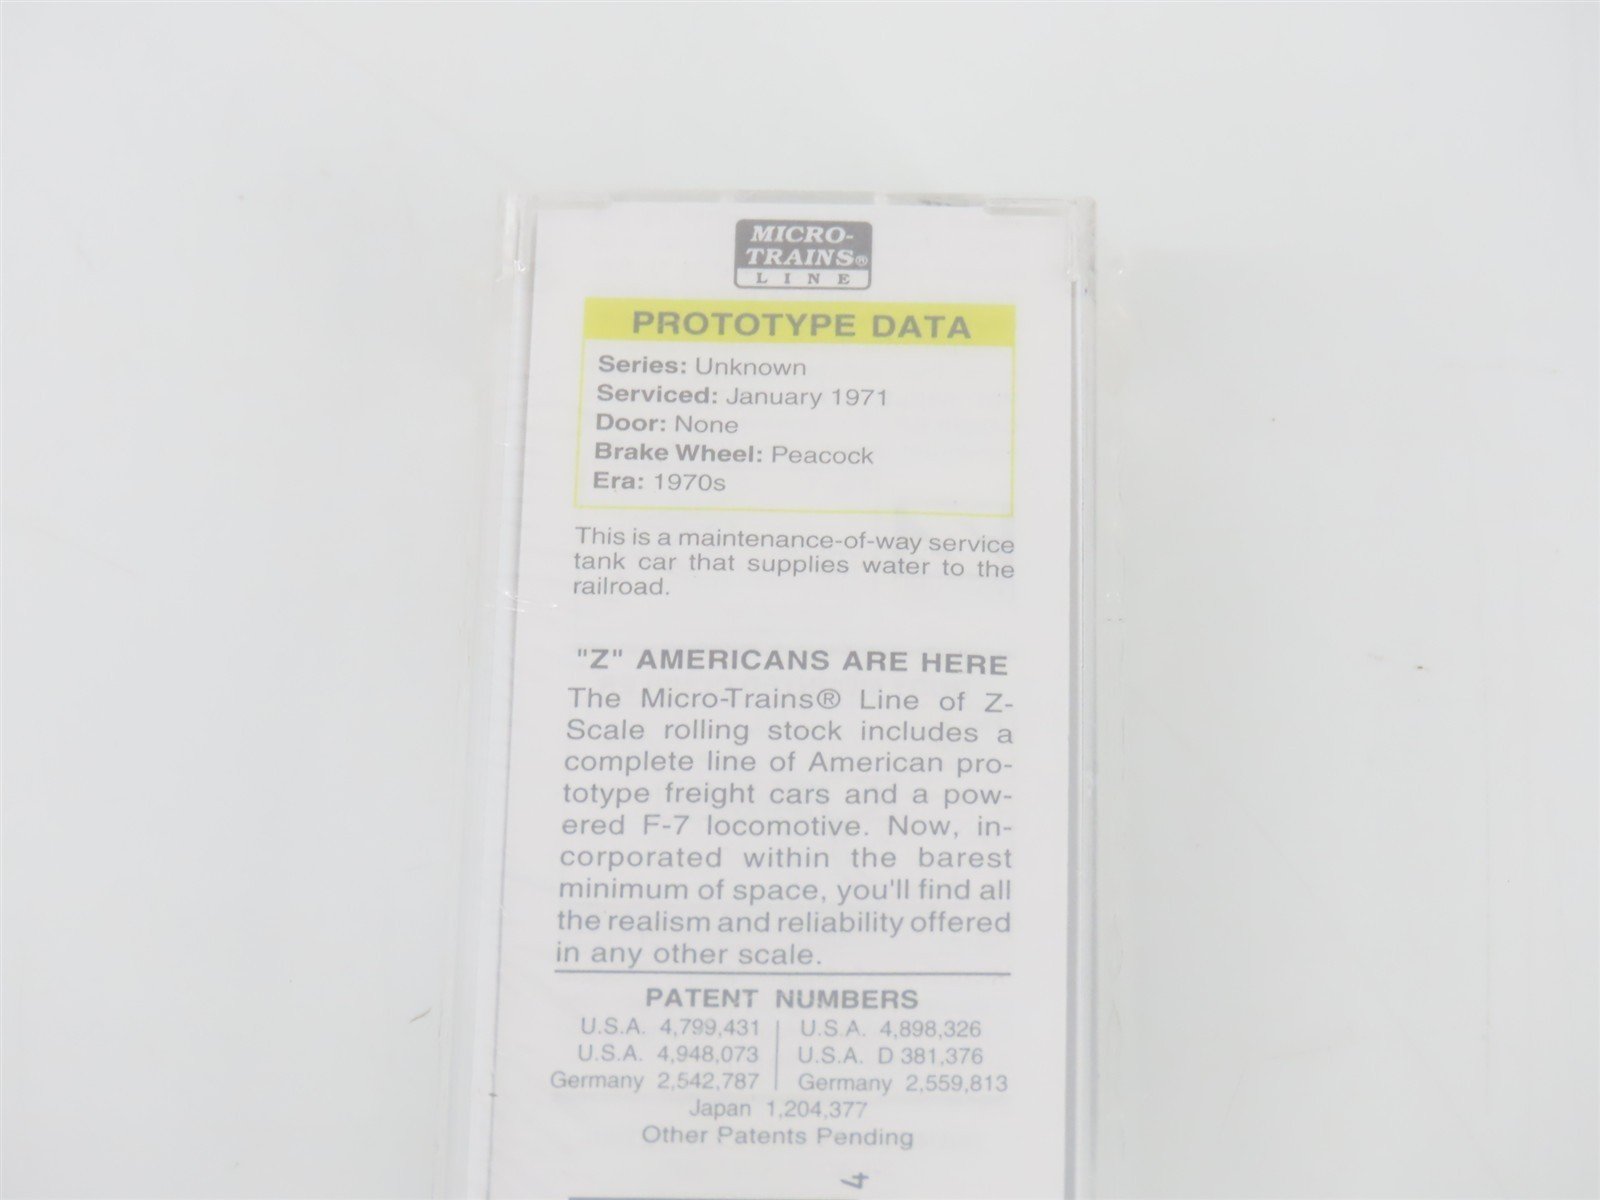 MICRO-
TRAINS®
LINE
PROTOTYPE DATA
Series: Unknown
Serviced: January 1971
Door: None
Brake Wheel: Peacock
Era: 1970s
This is a maintenance-of-way service
tank car that supplies water to the
railroad.
"Z" AMERICANS ARE HERE
The Micro-Trains® Line of Z-
Scale rolling stock includes a
complete line of American pro-
totype freight cars and a pow-
ered F-7 locomotive. Now, in-
corporated within the barest
minimum of space, you'll find all
the realism and reliability offered
in any other scale.
PATENT NUMBERS
U.S.A. 4,799,431 | U.S.A. 4,898,326
U.S.A. 4,948,073 | U.S.A. D 381,376
Germany 2,542,787 | Germany 2,559,813
Japan 1,204,377
Other Patents Pending
4